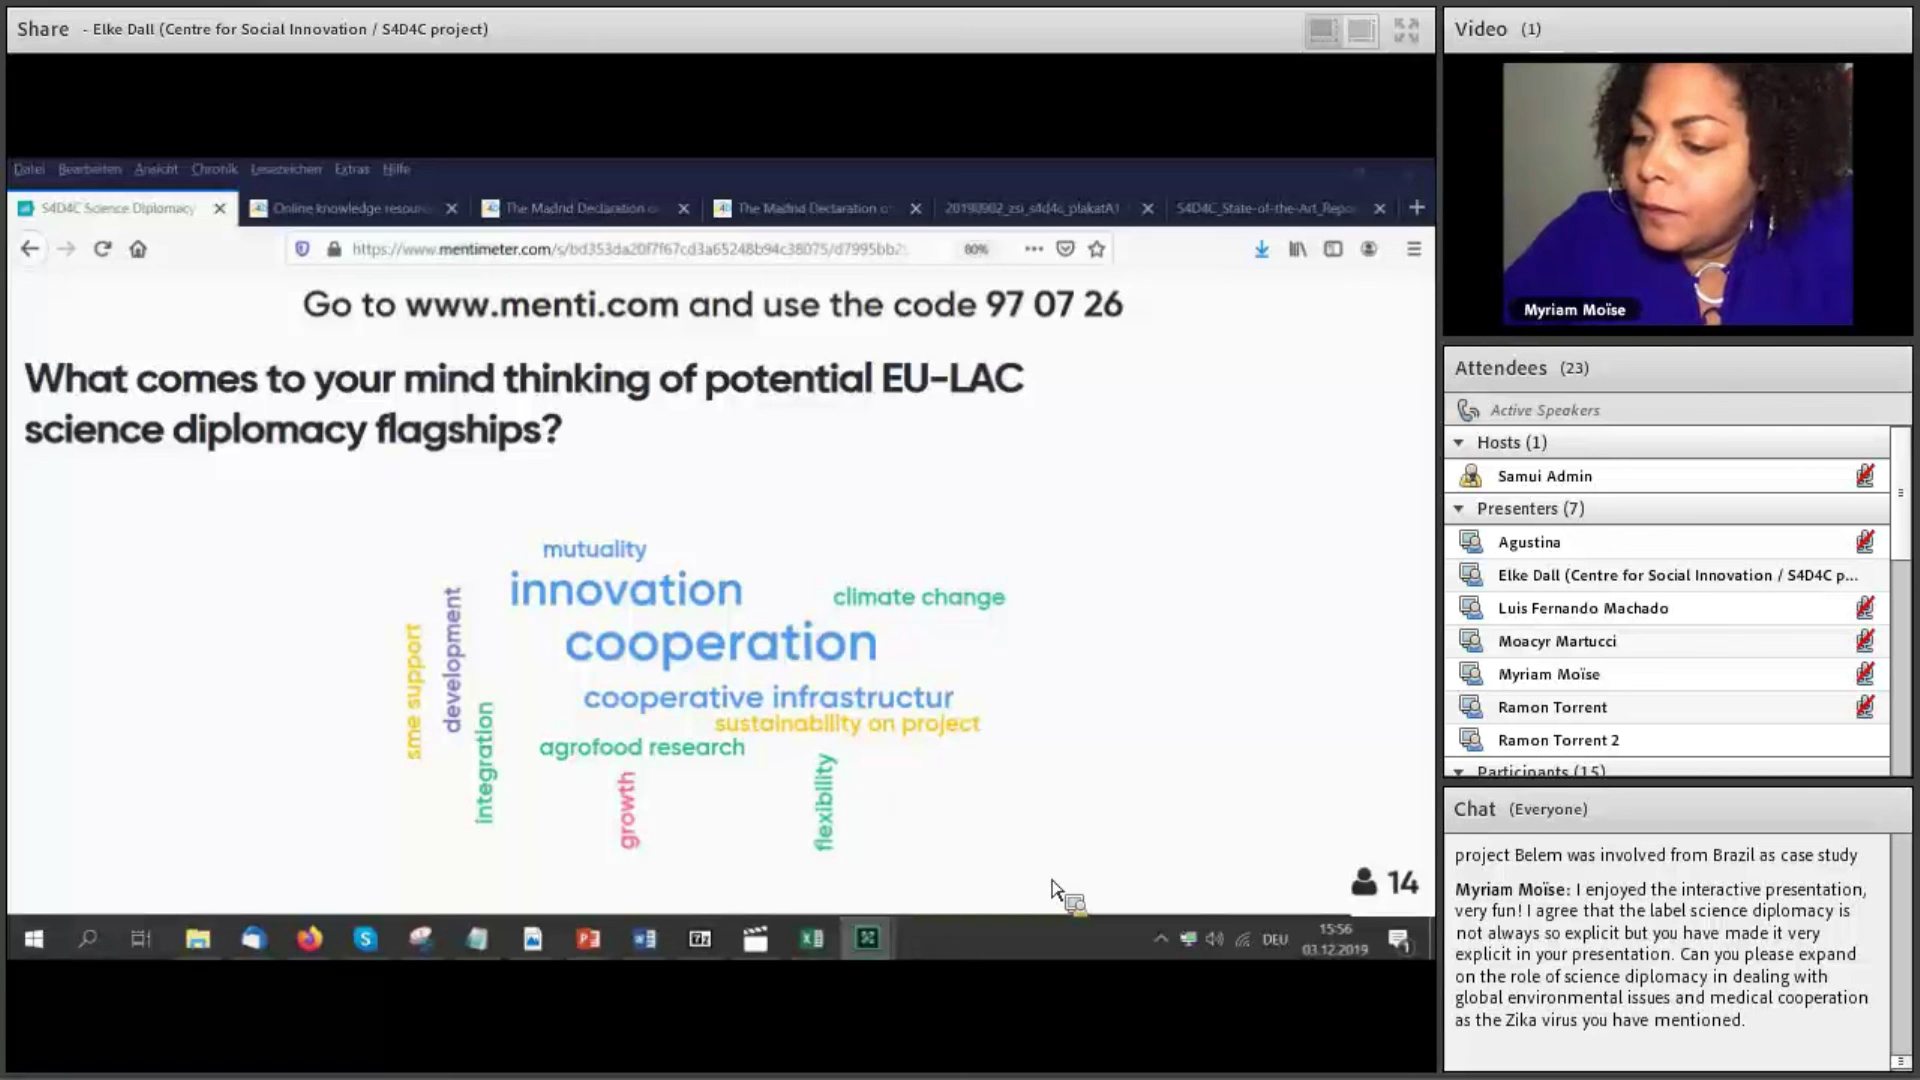 Share - Elke Dall (Centre for Social Innovation / S4D4C project)
Datei Bearbeiten Ansicht Chronik Lesezeichen Extras Hilfe
S4D4C Science Diplomacy
Online knowledge resour
The Madrid Declaration o
The Madrid Declaration o
20190902_zsi_s4d4c_plakatA1
S4D4C_State-of-the-Art_Repo
https://www.mentimeter.com/s/bd353da20f7f67cd3a65248b94c38075/d7995bb2
80%
Go to www.menti.com and use the code 97 07 26
What comes to your mind thinking of potential EU-LAC
science diplomacy flagships?
mutuality
innovation
climate change
cooperation
sme support
development
integration
cooperative infrastructur
sustainability on project
agrofood research
growth
flexibility
14
DEU
15:56
03.12.2019
Video (1)
Myriam Moïse
Attendees (23)
Active Speakers
Hosts (1)
Samui Admin
Presenters (7)
Agustina
Elke Dall (Centre for Social Innovation / S4D4C p...
Luis Fernando Machado
Moacyr Martucci
Myriam Moïse
Ramon Torrent
Ramon Torrent 2
Participants (15)
Chat (Everyone)
project Belem was involved from Brazil as case study
Myriam Moïse: I enjoyed the interactive presentation,
very fun! I agree that the label science diplomacy is
not always so explicit but you have made it very
explicit in your presentation. Can you please expand
on the role of science diplomacy in dealing with
global environmental issues and medical cooperation
as the Zika virus you have mentioned.